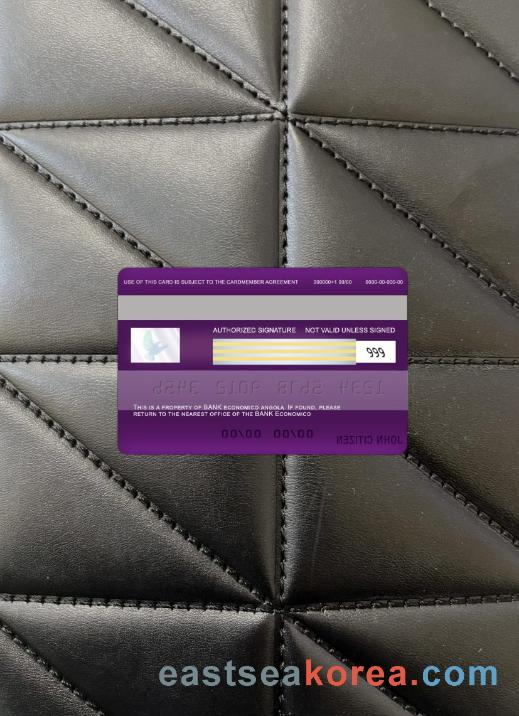 USE OF THIS CARD IS SUBJECT TO THE CARDMEMBER AGREEMENT 390000+1 99/00 0000-00-000-00
AUTHORIZED SIGNATURE NOT VALID UNLESS SIGNED
999
1234 5678 9012 3456
THIS IS A PROPERTY OF BANK ECONOMICO ANGOLA. IF FOUND, PLEASE
RETURN TO THE NEAREST OFFICE OF THE BANK ECONOMICO
00/00 00/00
JOHN CITIZEN
eastseakorea.com